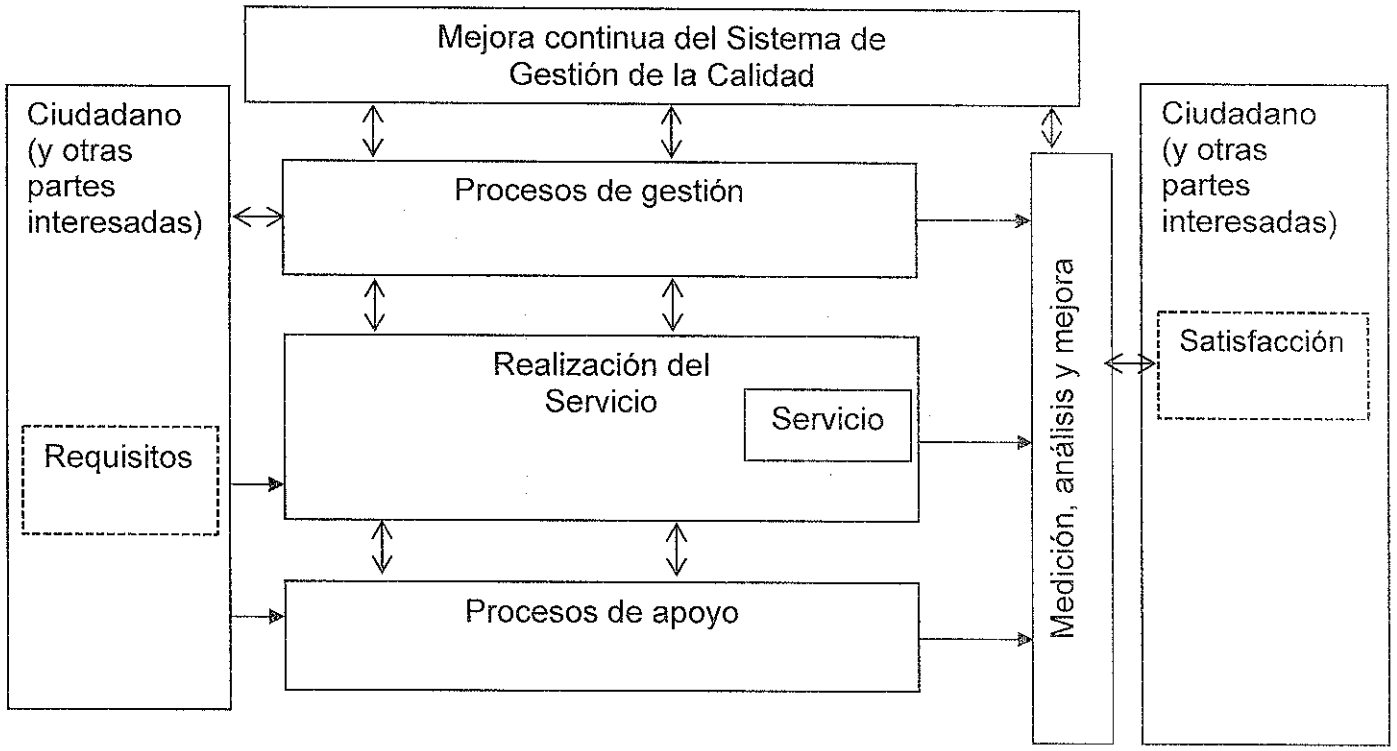 Mejora continua del Sistema de
Gestión de la Calidad
Ciudadano
(y otras
partes
interesadas)
Requisitos
Procesos de gestión
Realización del
Servicio
Servicio
Procesos de apoyo
Medición, análisis y mejora
Ciudadano
(y otras
partes
interesadas)
Satisfacción